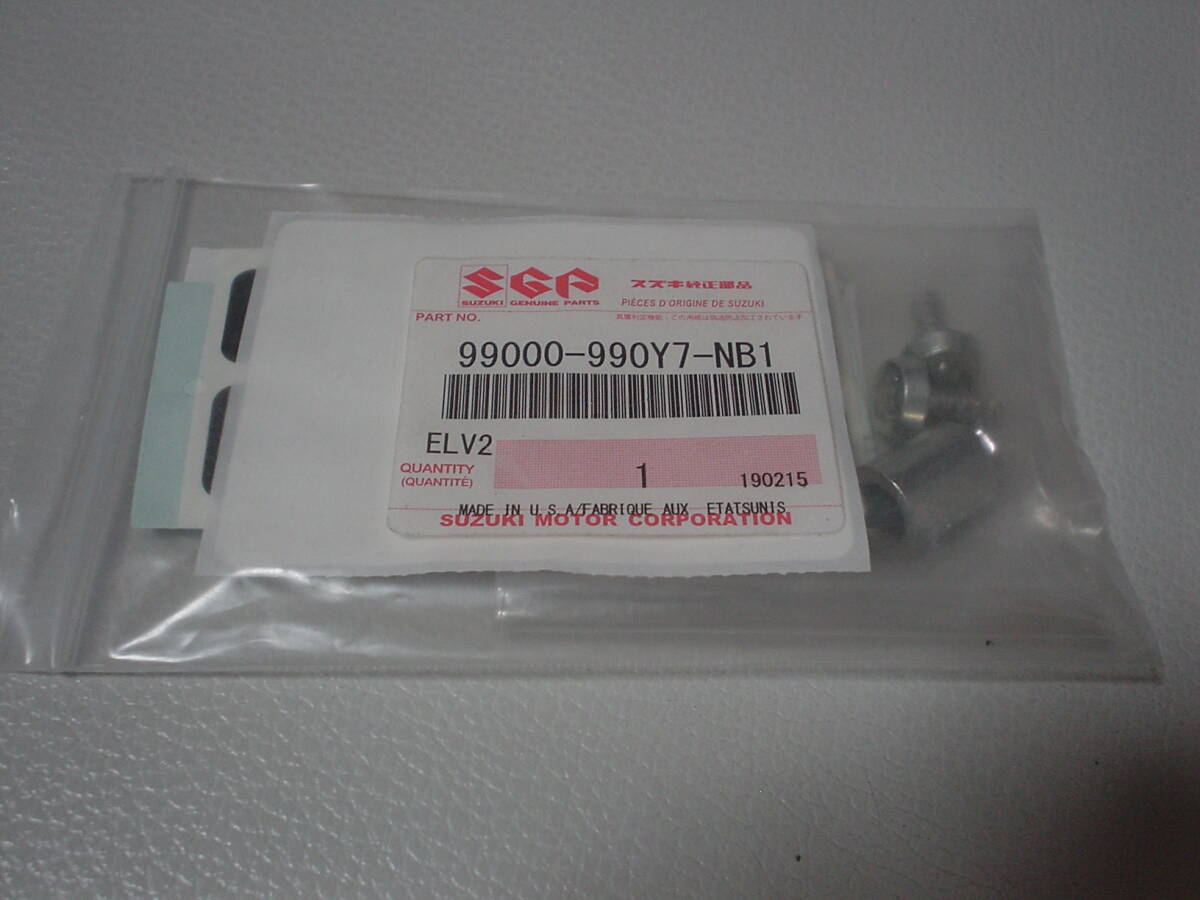 SGP スズキ純正部品
SUZUKI GENUINE PARTS PIÈCES D'ORIGINE DE SUZUKI
PART NO.
99000-990Y7-NB1
ELV2
QUANTITY 1 190215
(QUANTITÉ)
MADE IN U.S.A/FABRIQUE AUX ETATSUNIS
SUZUKI MOTOR CORPORATION